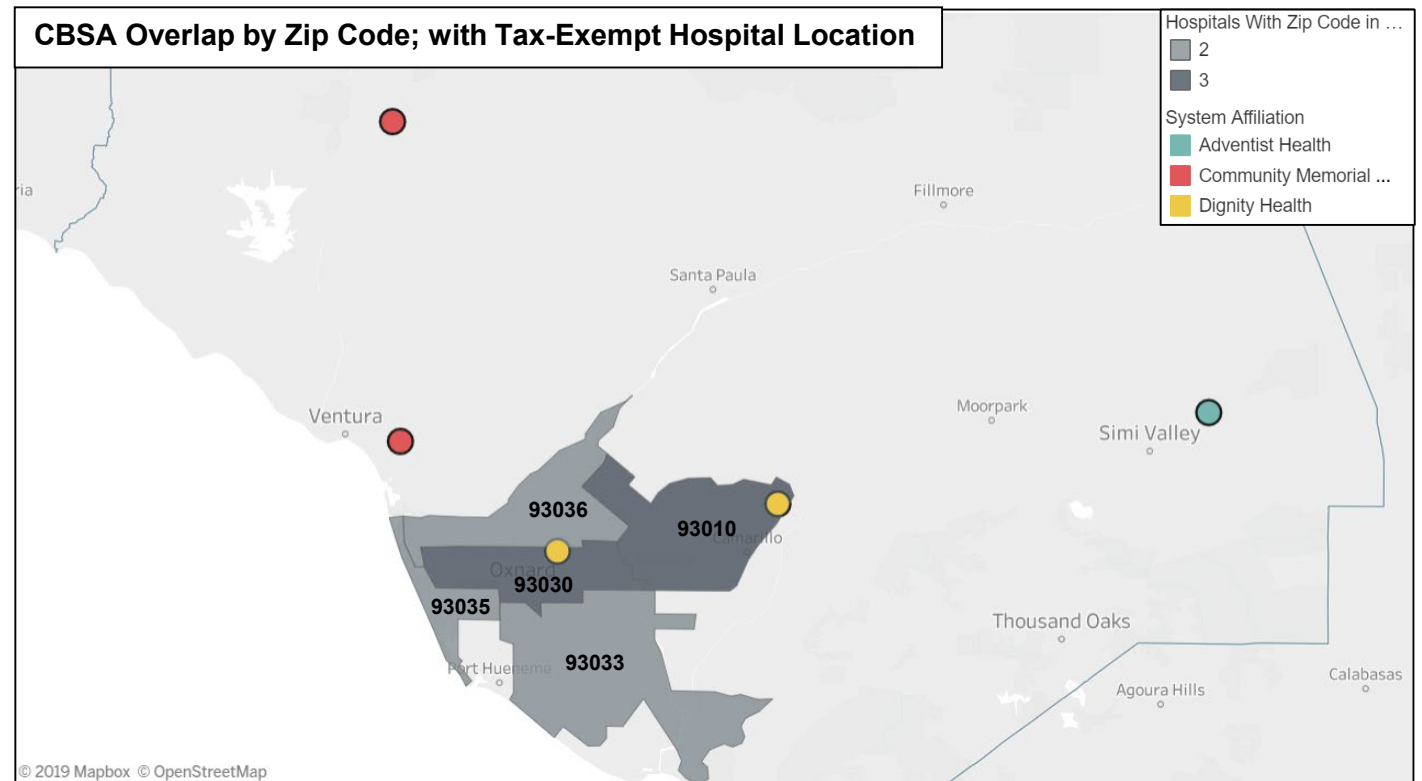 CBSA Overlap by Zip Code; with Tax-Exempt Hospital Location
Hospitals With Zip Code in ...
2
3
System Affiliation
Adventist Health
Community Memorial ...
Dignity Health
ria
Fillmore
Santa Paula
Ventura
Moorpark
Simi Valley
93036
93010
Camarillo
Oxnard
93030
93035
Thousand Oaks
93033
Port Hueneme
Calabasas
Agoura Hills
© 2019 Mapbox © OpenStreetMap